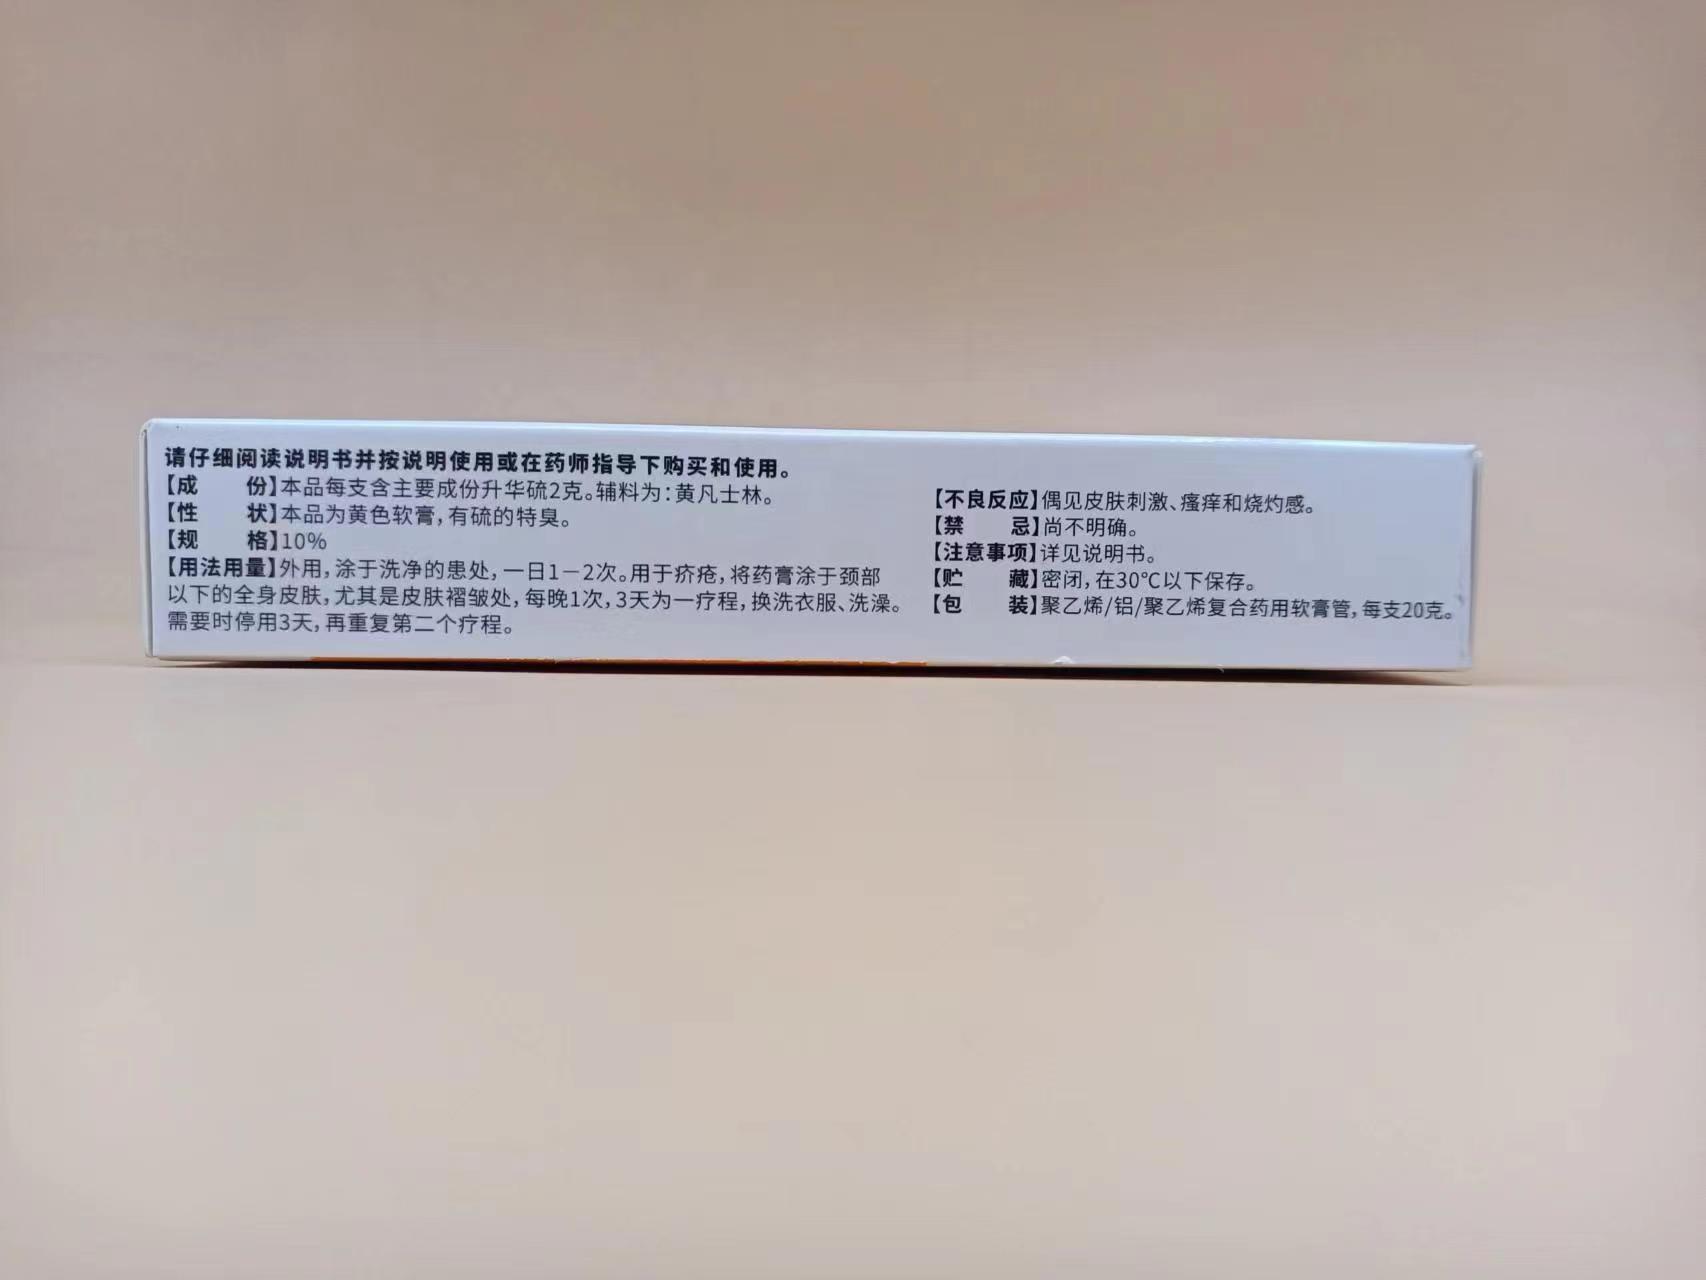 请仔细阅读说明书并按说明使用或在药师指导下购买和使用。
【成 份】本品每支含主要成份升华硫2克。辅料为：黄凡士林。
【性 状】本品为黄色软膏，有硫的特臭。
【规 格】10%
【用法用量】外用，涂于洗净的患处，一日1－2次。用于疥疮，将药膏涂于颈部
以下的全身皮肤，尤其是皮肤褶皱处，每晚1次，3天为一疗程，换洗衣服、洗澡。
需要时停用3天，再重复第二个疗程。
【不良反应】偶见皮肤刺激、瘙痒和烧灼感。
【禁 忌】尚不明确。
【注意事项】详见说明书。
【贮 藏】密闭，在30℃以下保存。
【包 装】聚乙烯/铝/聚乙烯复合药用软膏管，每支20克。